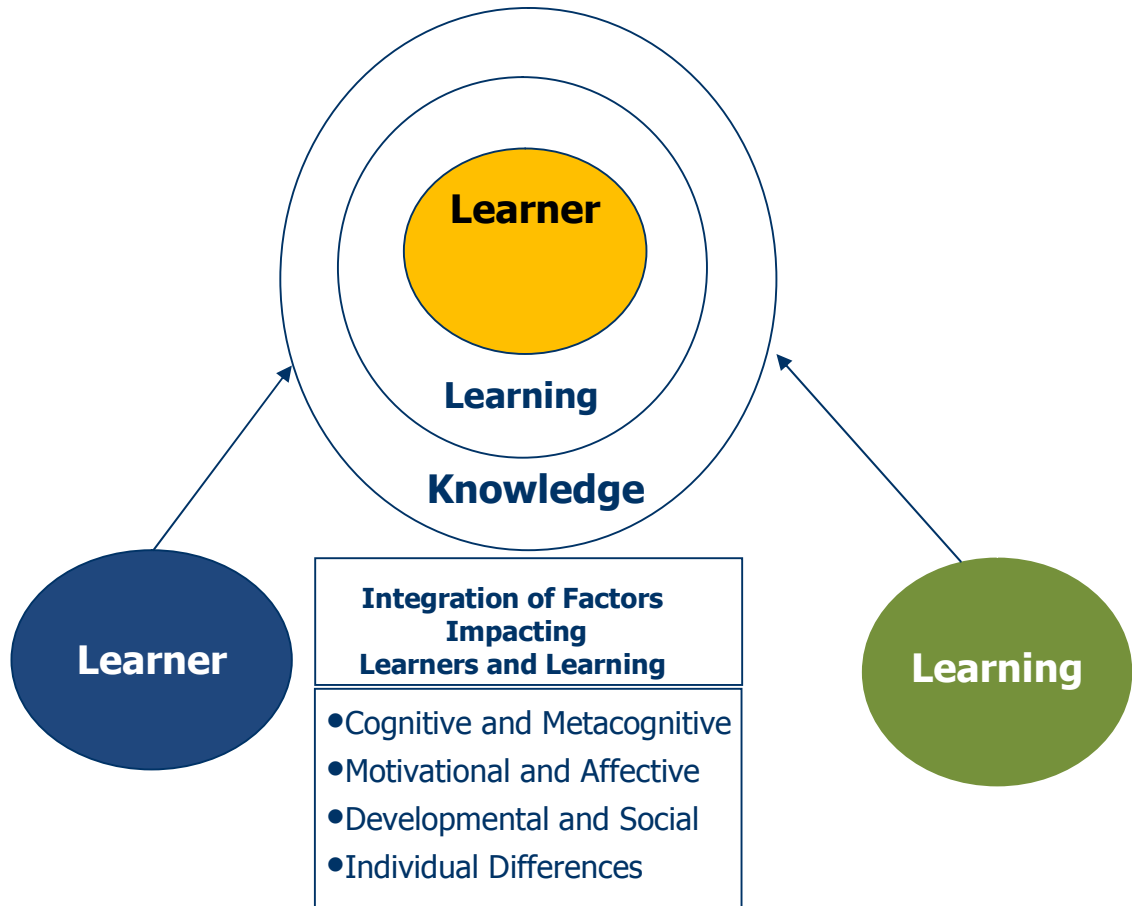 Learner
Learning
Knowledge
Learner
Integration of Factors
Impacting
Learners and Learning
Learning
•Cognitive and Metacognitive
•Motivational and Affective
•Developmental and Social
•Individual Differences